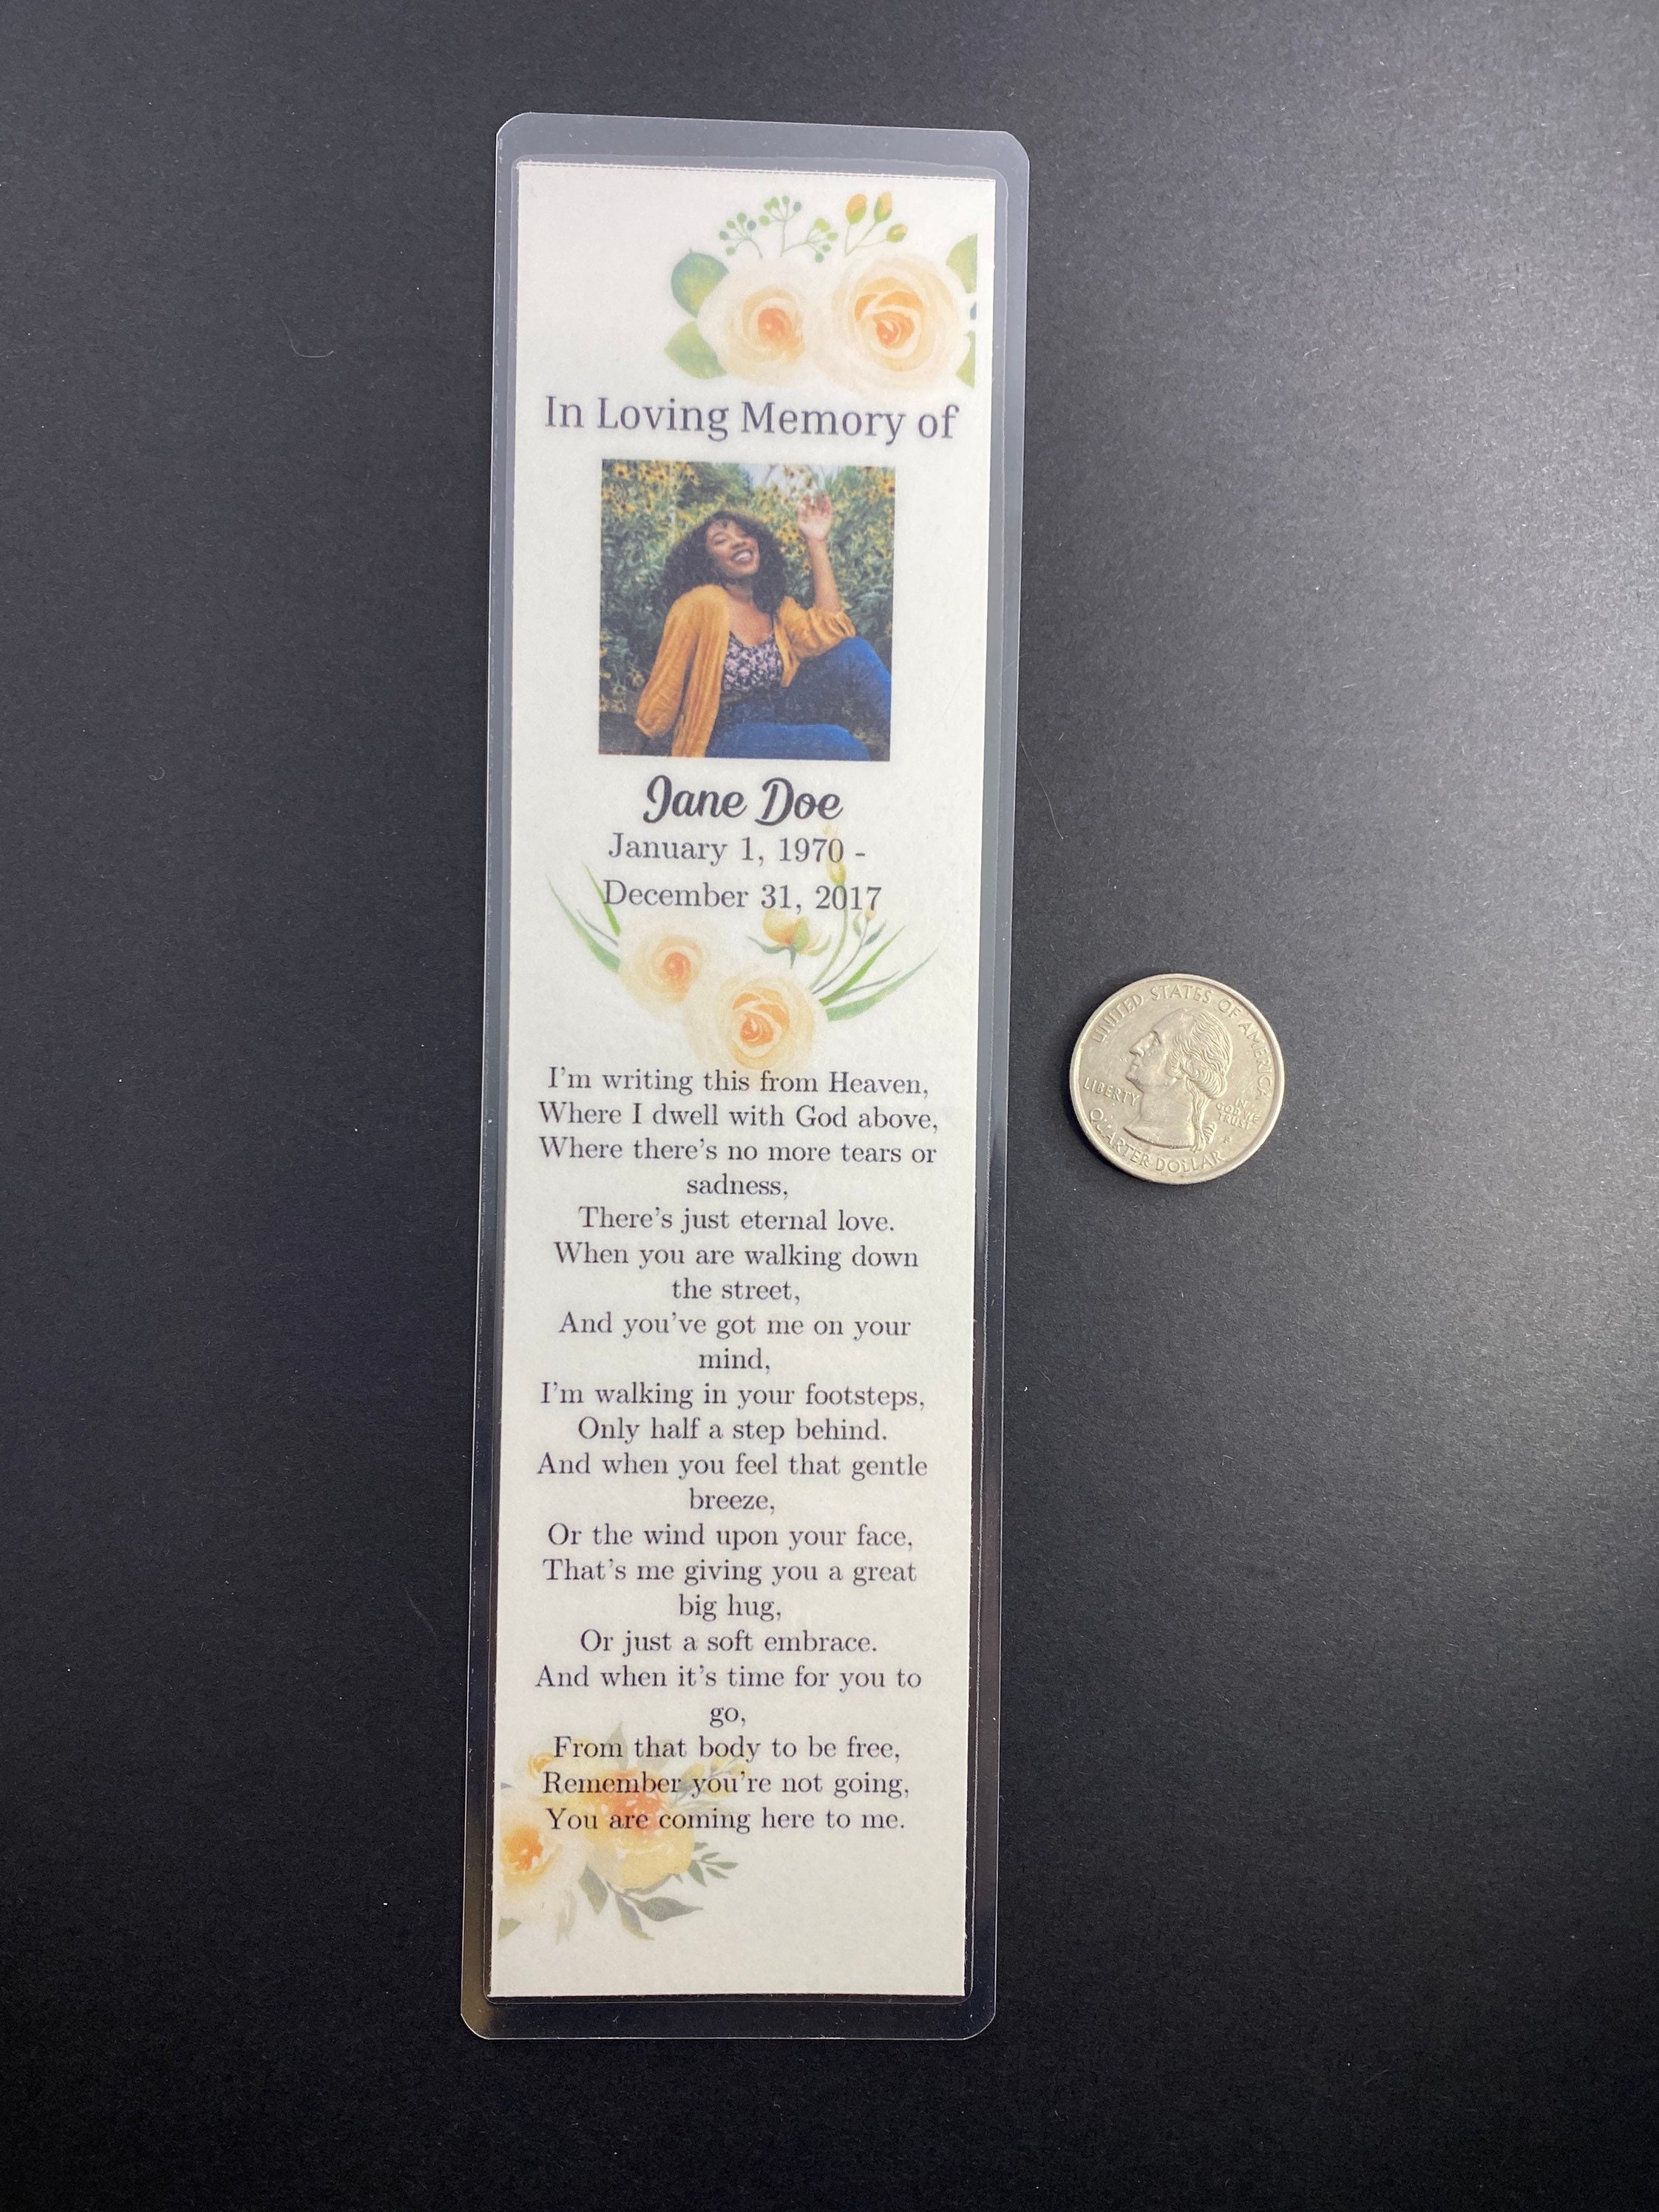 In Loving Memory of
Jane Doe
January 1, 1970 -
December 31, 2017
I'm writing this from Heaven,
Where I dwell with God above,
Where there's no more tears or
sadness,
There's just eternal love.
When you are walking down
the street,
And you've got me on your
mind,
I'm walking in your footsteps,
Only half a step behind.
And when you feel that gentle
breeze,
Or the wind upon your face,
That's me giving you a great
big hug,
Or just a soft embrace.
And when it's time for you to
go,
From that body to be free,
Remember you're not going,
You are coming here to me.
UNITED STATES OF AMERICA
LIBERTY
IN
GOD WE
TRUST
QUARTER DOLLAR